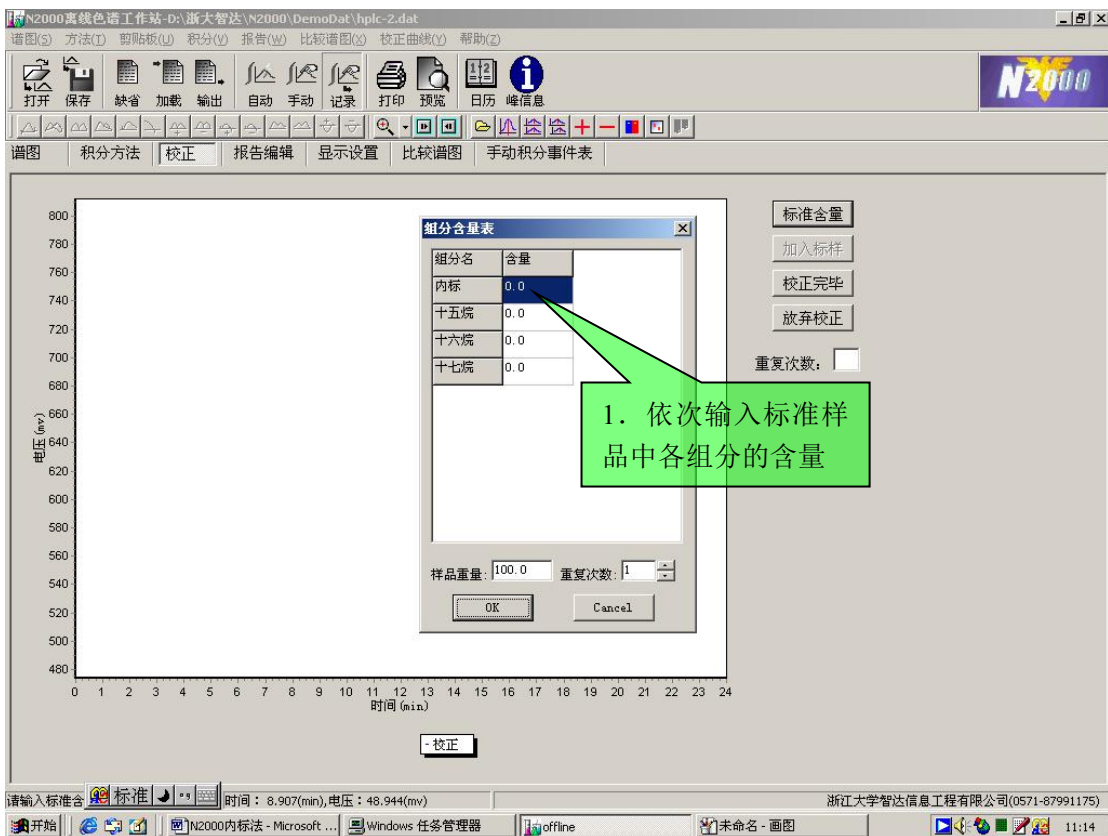 N2000离线色谱工作站-D:\浙大智达\N2000\DemoDat\hplc-2.dat
谱图(S) 方法(T) 剪贴板(U) 积分(V) 报告(W) 比较谱图(X) 校正曲线(Y) 帮助(Z)
打开 保存 缺省 加载 输出 自动 手动 记录 打印 预览 日历 峰信息
N2000
谱图 积分方法 校正 报告编辑 显示设置 比较谱图 手动积分事件表
组分含量表
组分名 含量
内标 0.0
十五烷 0.0
十六烷 0.0
十七烷 0.0
样品重量: 100.0 重复次数: 1
OK Cancel
1. 依次输入标准样
品中各组分的含量
标准含量
加入标样
校正完毕
放弃校正
重复次数:
800
780
760
740
720
700
680
660
640
620
600
580
560
540
520
500
480
电压(mv)
0 1 2 3 4 5 6 7 8 9 10 11 12 13 14 15 16 17 18 19 20 21 22 23 24
时间(min)
- 校正
请输入标准含 标准 时间: 8.907(min),电压: 48.944(mv) 浙江大学智达信息工程有限公司(0571-87991175)
开始 N2000内标法 - Microsoft ... Windows 任务管理器 offline 未命名 - 画图 11:14